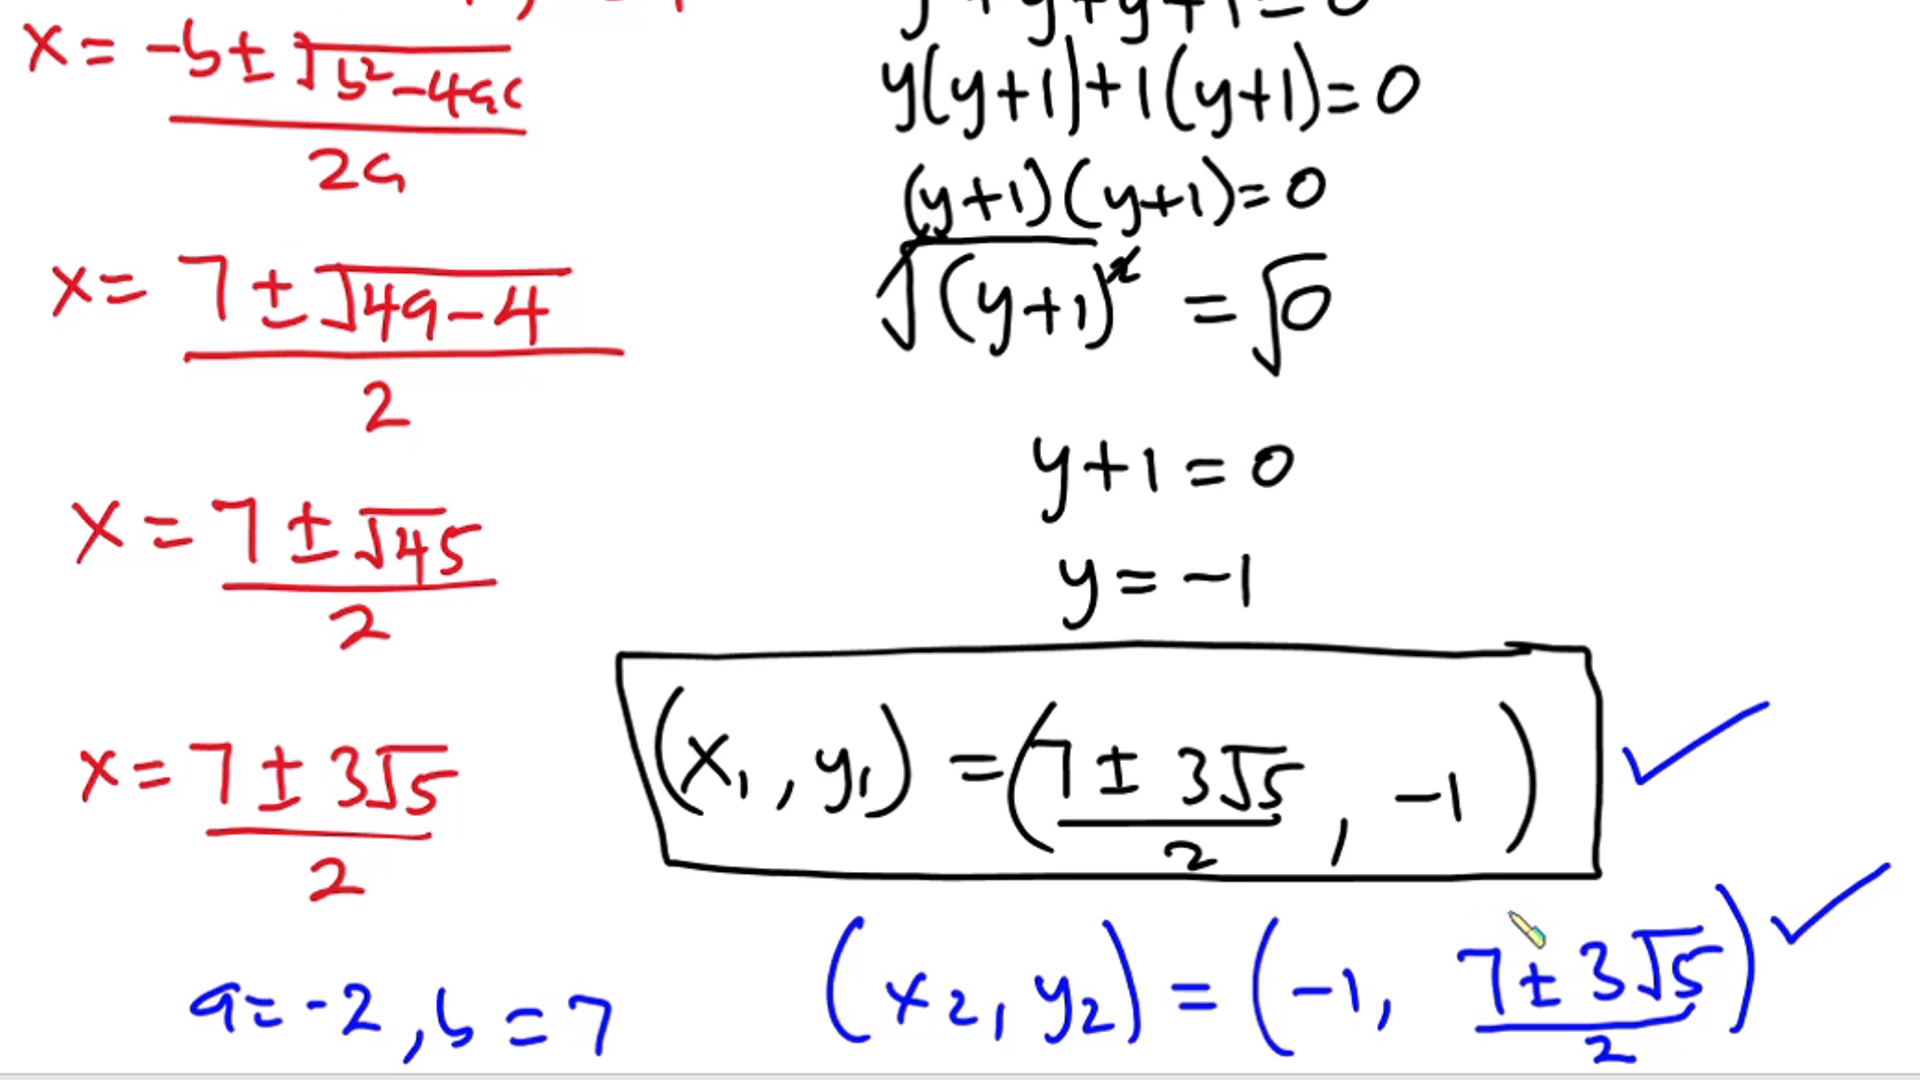 x = -b ± √(b² - 4ac) / 2a
x = 7 ± √(49 - 4) / 2
x = 7 ± √45 / 2
x = 7 ± 3√5 / 2
a = -2, b = 7
y(y+1)+1(y+1)=0
(y+1)(y+1)=0
√(y+1)² = √0
y+1=0
y=-1
(x₁, y₁) = (7 ± 3√5 / 2, -1)
(x₂, y₂) = (-1, 7 ± 3√5 / 2)